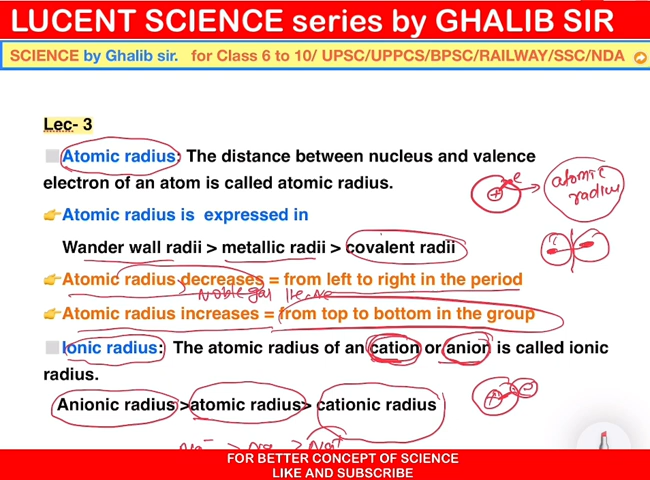 LUCENT SCIENCE series by GHALIB SIR
SCIENCE by Ghalib sir. for Class 6 to 10/ UPSC/UPPCS/BPSC/RAILWAY/SSC/NDA
Lec- 3
Atomic radius: The distance between nucleus and valence
electron of an atom is called atomic radius.
e
atomic
radius
👉Atomic radius is expressed in
Wander wall radii > metallic radii > covalent radii
👉Atomic radius decreases = from left to right in the period
Noble gas
👉Atomic radius increases = from top to bottom in the group
Ionic radius: The atomic radius of an cation or anion is called ionic
radius.
Anionic radius >atomic radius> cationic radius
FOR BETTER CONCEPT OF SCIENCE
LIKE AND SUBSCRIBE